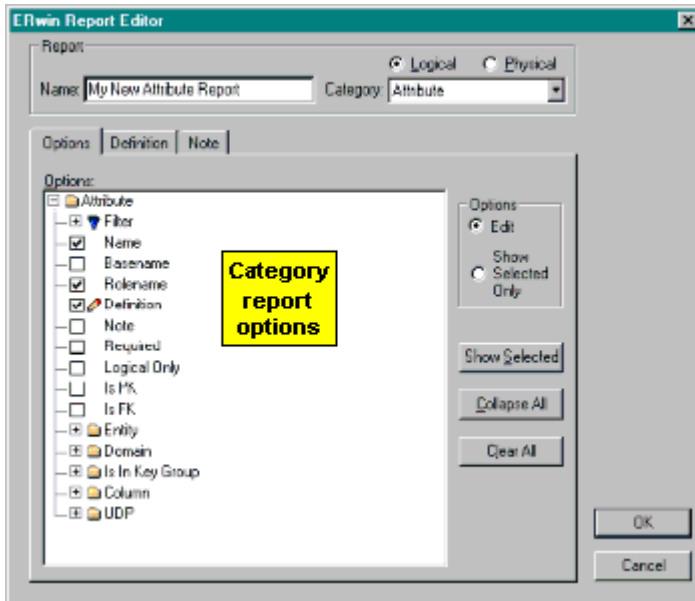 ERwin Report Editor
Report
Logical Physical
Name: My New Attribute Report Category: Attribute
Options Definition Note
Options:
Attribute
Filter
Name
Basename
Rolename
Definition
Note
Required
Logical Only
Is PK
Is FK
Entity
Domain
Is In Key Group
Column
UDP
Category
report
options
Options
Edit
Show
Selected
Only
Show Selected
Collapse All
Clear All
OK
Cancel